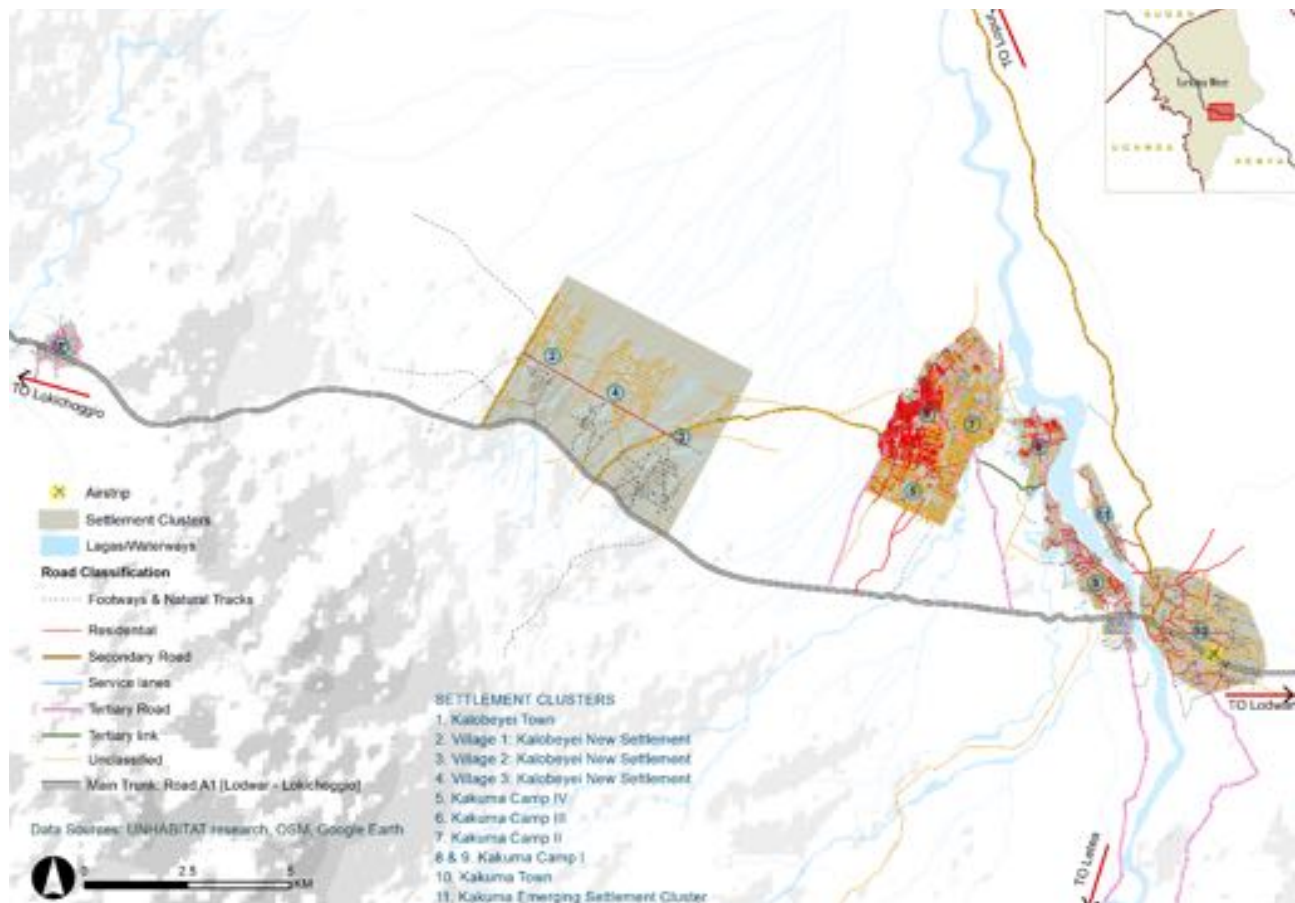 TO Lokichoggio
Airstrip
Settlement Clusters
Lagas/Waterways
Road Classification
Footways & Natural Tracks
Residential
Secondary Road
Service lanes
Tertiary Road
Tertiary link
Unclassified
Main Trunk: Road A1 [Lodwar - Lokichoggio]
Data Sources: UNHABITAT research, OSM, Google Earth
0 2.5 5
KM
SETTLEMENT CLUSTERS
1. Kalobeyei Town
2. Village 1: Kalobeyei New Settlement
3. Village 2: Kalobeyei New Settlement
4. Village 3: Kalobeyei New Settlement
5. Kakuma Camp IV
6. Kakuma Camp III
7. Kakuma Camp II
8 & 9. Kakuma Camp I
10. Kakuma Town
11. Kakuma Emerging Settlement Cluster
4
7
TO Lodwar
UGANDA
KENYA